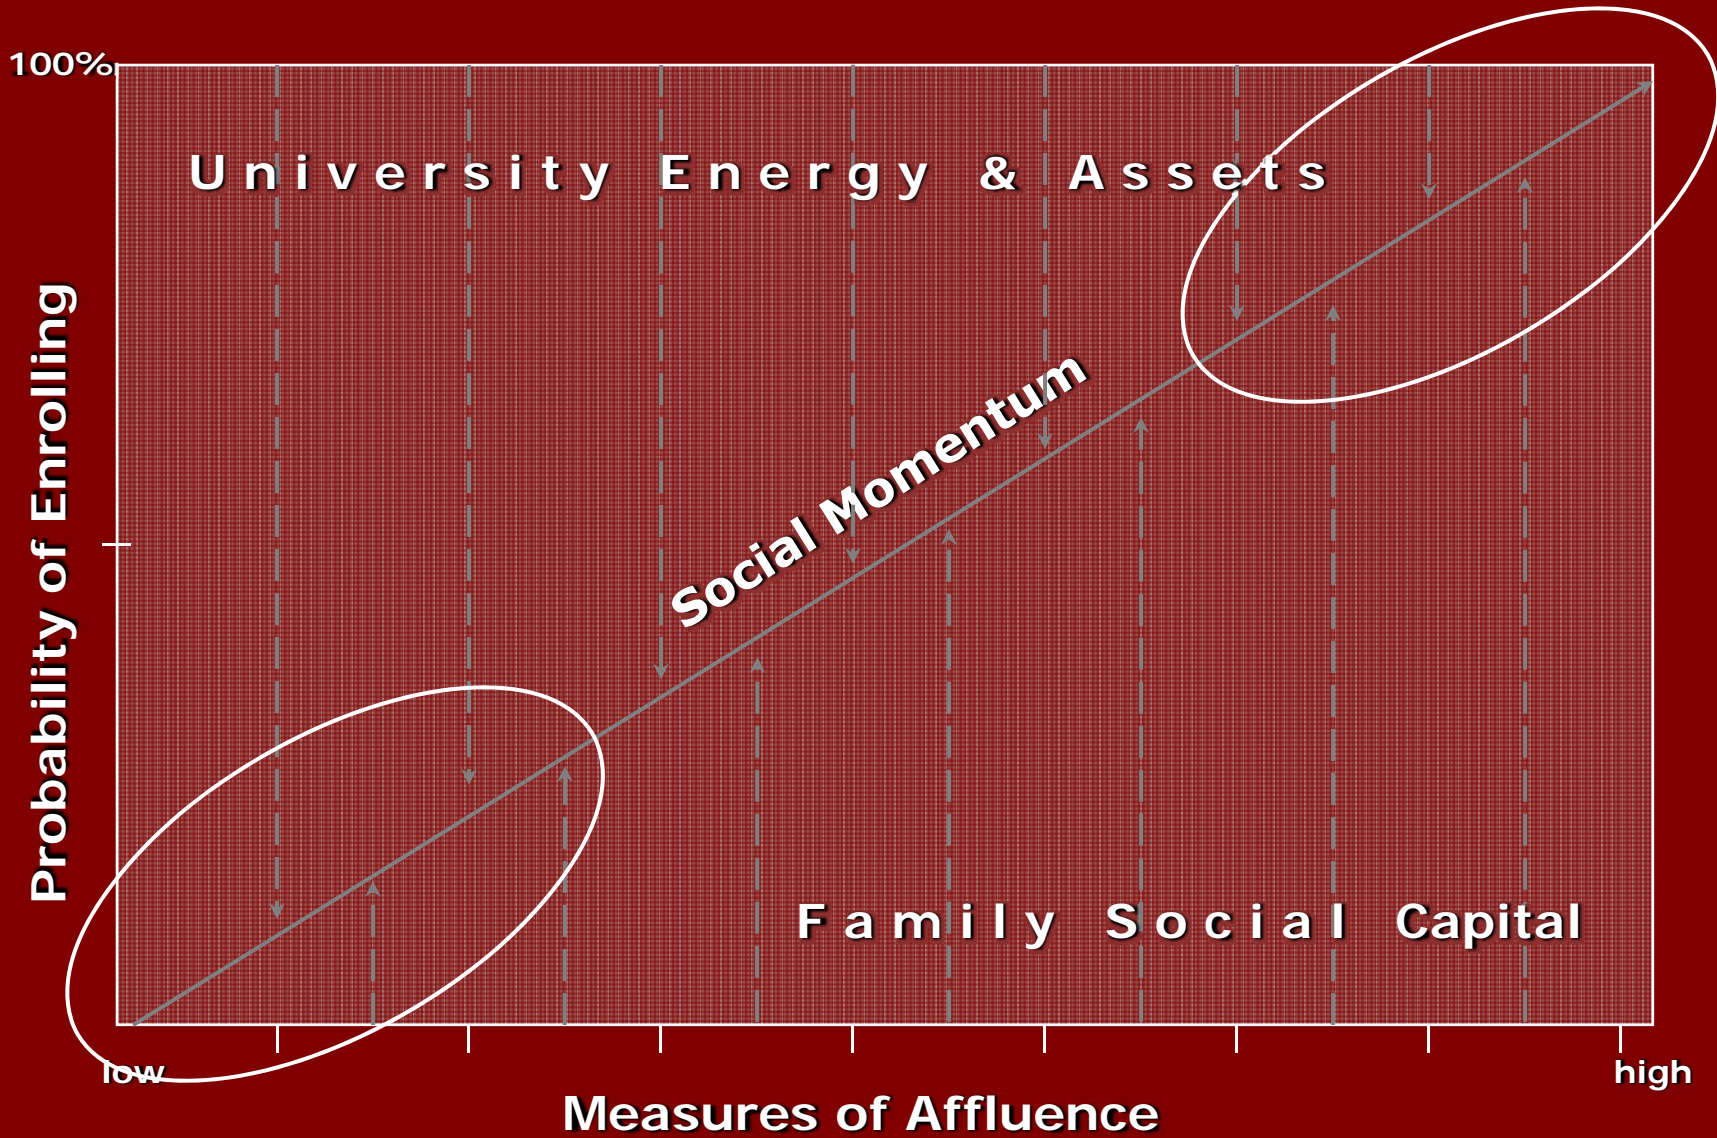 100%
University Energy & Assets
Probability of Enrolling
Social Momentum
Family Social Capital
low
high
Measures of Affluence